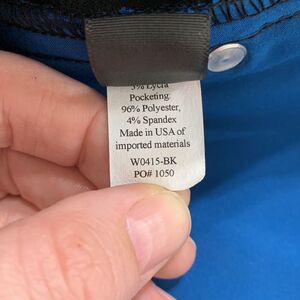 5% Lycra
Pocketing:
96% Polyester,
4% Spandex
Made in USA of
imported materials
W0415-BK
PO# 1050